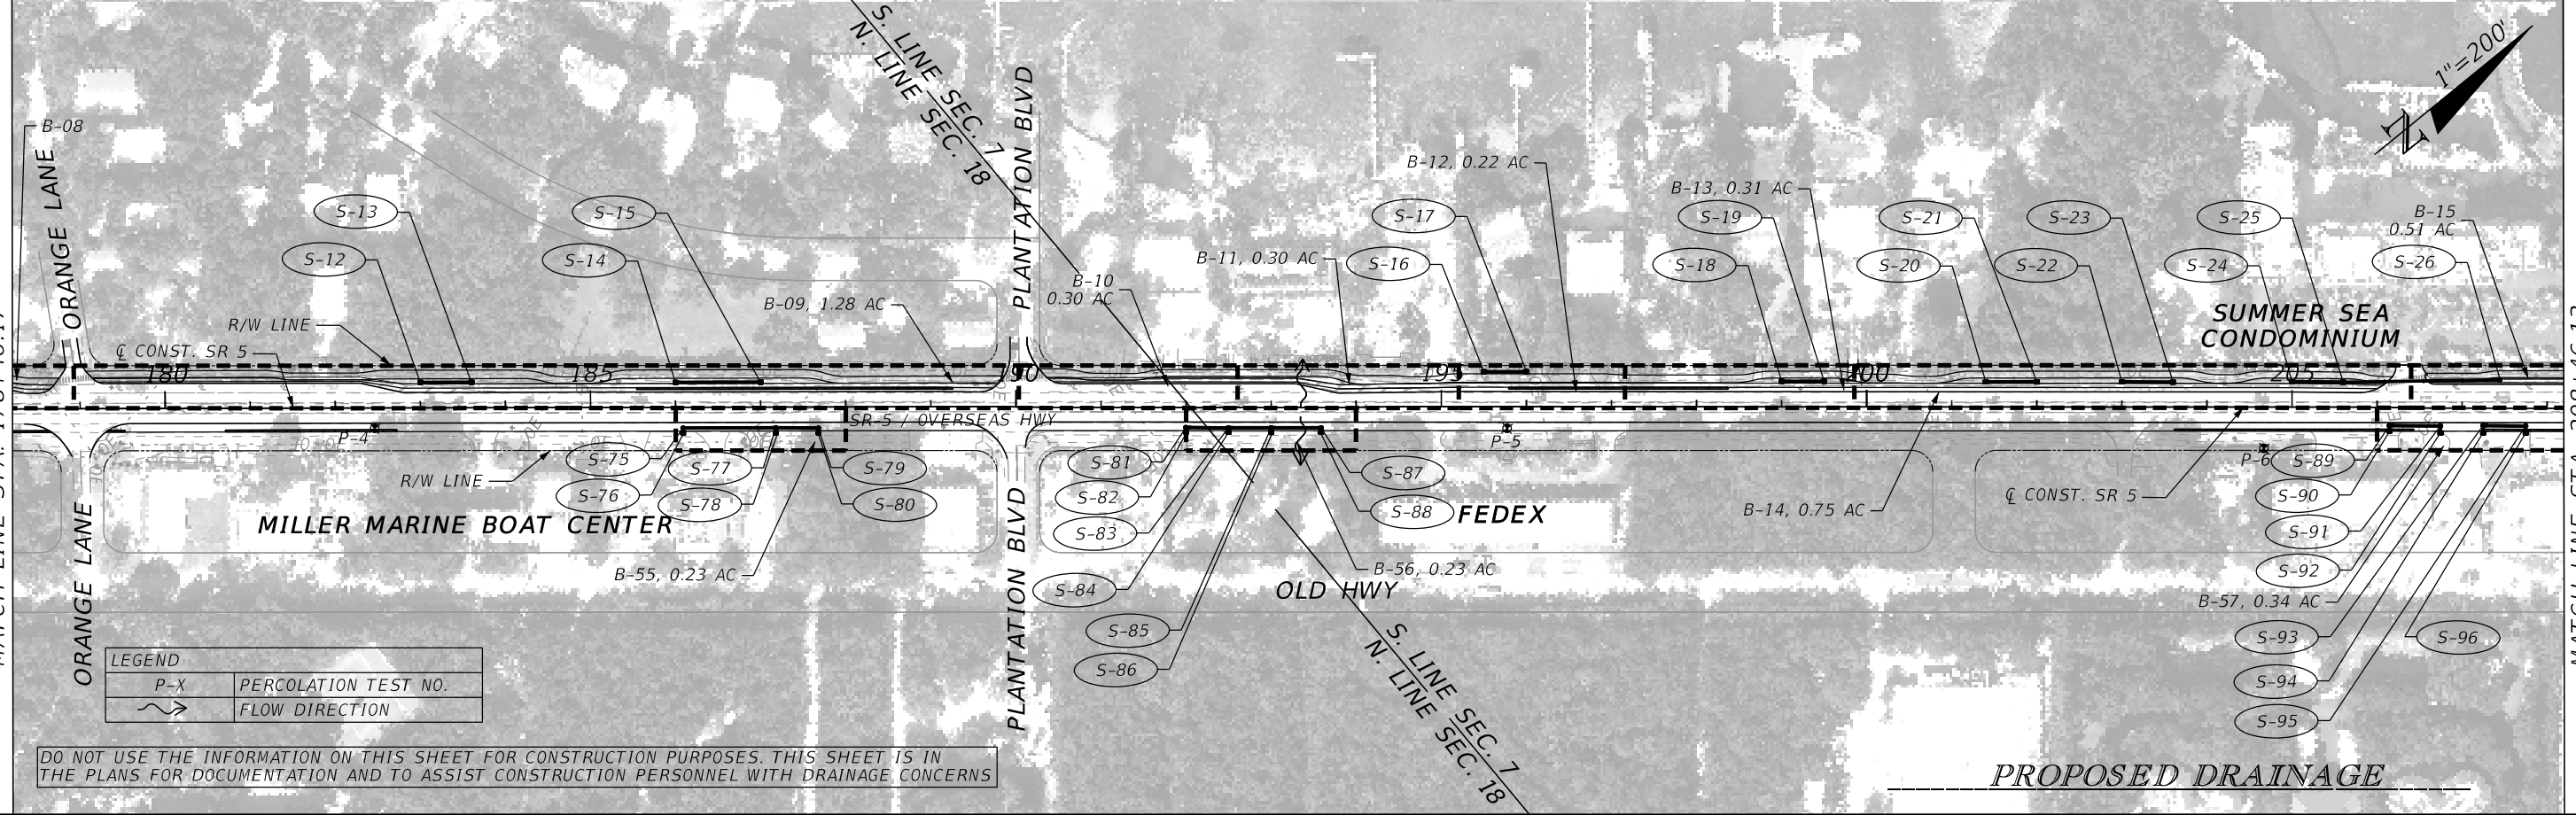 S. LINE SEC. 7
N. LINE SEC. 18
1"=200'
N
B-08
ORANGE LANE
PLANTATION BLVD
S-13
S-15
S-12
S-14
B-12, 0.22 AC
B-13, 0.31 AC
S-17
S-19
S-21
S-23
S-25
B-15
0.51 AC
B-11, 0.30 AC
S-16
S-18
S-20
S-22
S-24
S-26
B-10
0.30 AC
B-09, 1.28 AC
R/W LINE
℄ CONST. SR 5
SUMMER SEA
CONDOMINIUM
180
185
190
195
200
205
SR-5 / OVERSEAS HWY
P-4
P-5
P-6
S-75
S-77
S-79
S-76
S-78
S-80
R/W LINE
MILLER MARINE BOAT CENTER
B-55, 0.23 AC
S-81
S-82
S-83
S-84
S-85
S-86
S-87
S-88
FEDEX
B-56, 0.23 AC
OLD HWY
B-14, 0.75 AC
℄ CONST. SR 5
S-89
S-90
S-91
S-92
B-57, 0.34 AC
S-93
S-96
S-94
S-95
ORANGE LANE
PLANTATION BLVD
S. LINE SEC. 7
N. LINE SEC. 18
LEGEND
P-X PERCOLATION TEST NO.
FLOW DIRECTION
DO NOT USE THE INFORMATION ON THIS SHEET FOR CONSTRUCTION PURPOSES. THIS SHEET IS IN
THE PLANS FOR DOCUMENTATION AND TO ASSIST CONSTRUCTION PERSONNEL WITH DRAINAGE CONCERNS
PROPOSED DRAINAGE